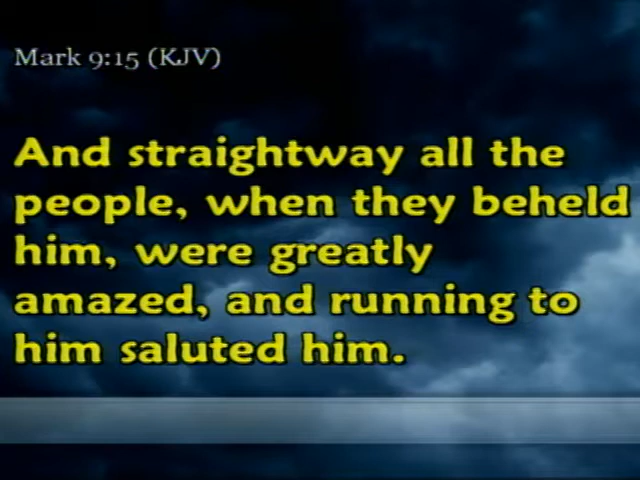 Mark 9:15 (KJV)
And straightway all the
people, when they beheld
him, were greatly
amazed, and running to
him saluted him.